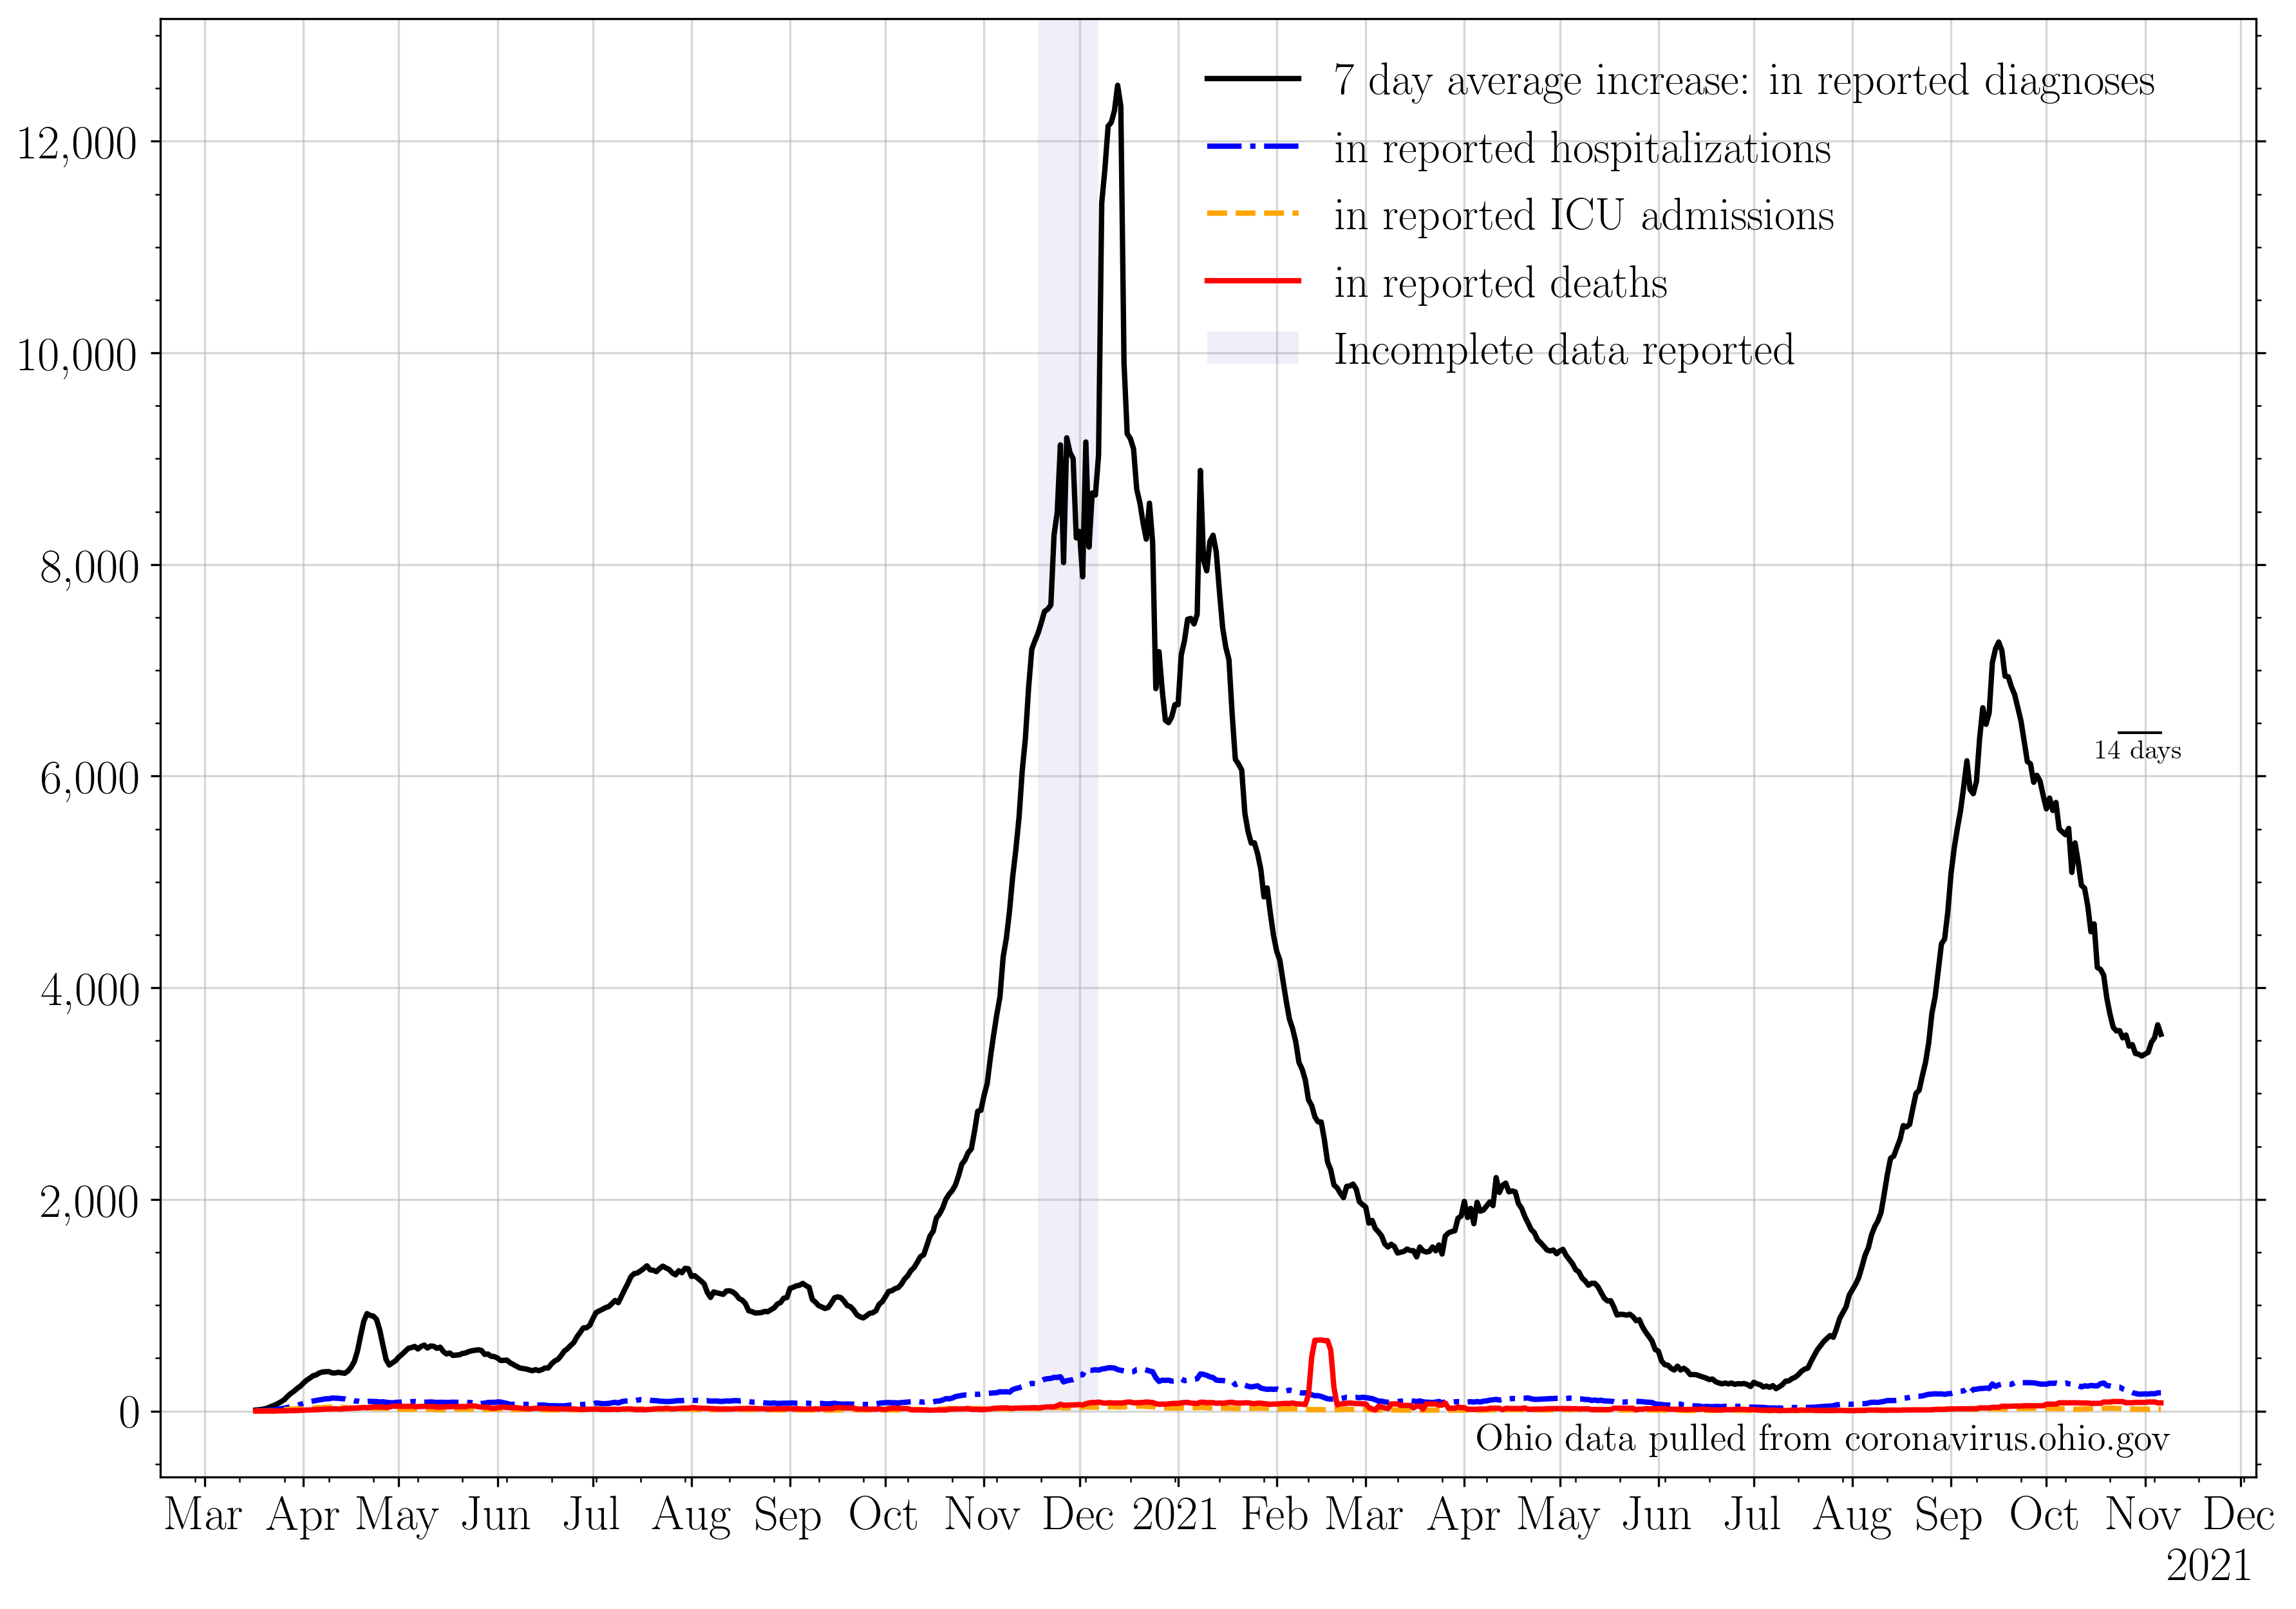 7 day average increase: in reported diagnoses
in reported hospitalizations
in reported ICU admissions
in reported deaths
Incomplete data reported
12,000
10,000
8,000
6,000
4,000
2,000
0
14 days
Ohio data pulled from coronavirus.ohio.gov
Mar Apr May Jun Jul Aug Sep Oct Nov Dec 2021 Feb Mar Apr May Jun Jul Aug Sep Oct Nov Dec
2021